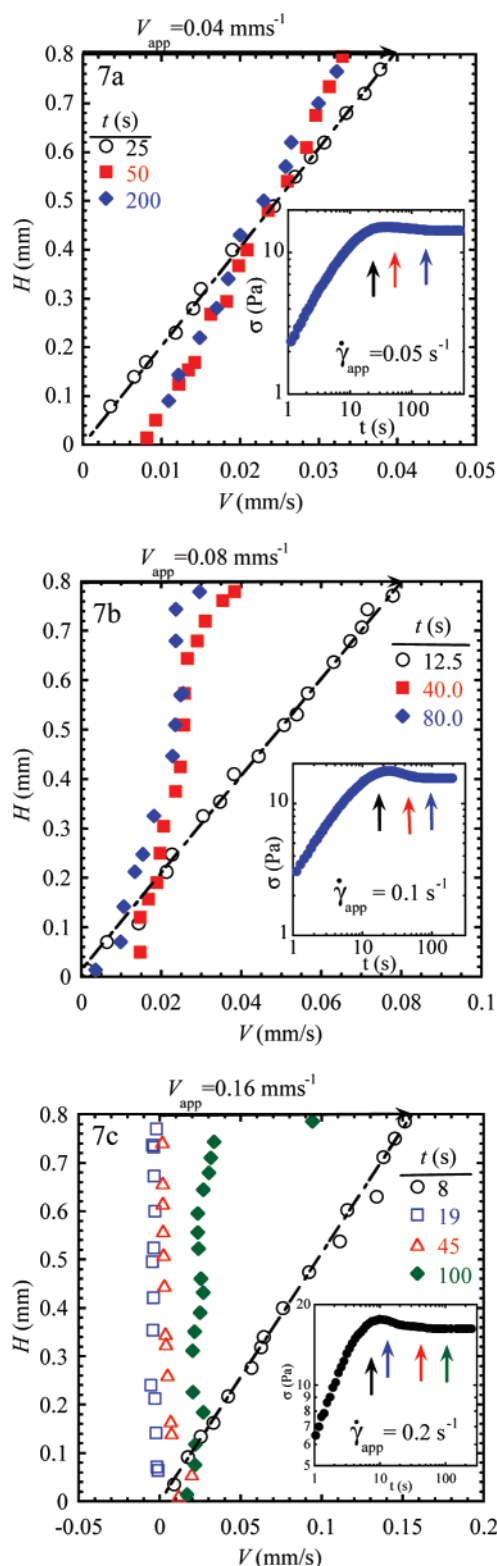 V_app=0.04 mms⁻¹
7a
t (s)
25
50
200
H (mm)
0.8
0.7
0.6
0.5
0.4
0.3
0.2
0.1
0
σ (Pa)
10
1
γ̇_app=0.05 s⁻¹
1 10 100
t (s)
0 0.01 0.02 0.03 0.04 0.05
V (mm/s)
V_app=0.08 mms⁻¹
7b
t (s)
12.5
40.0
80.0
H (mm)
0.8
0.7
0.6
0.5
0.4
0.3
0.2
0.1
0
σ (Pa)
10
1
γ̇_app = 0.1 s⁻¹
1 10 100
t (s)
0 0.02 0.04 0.06 0.08 0.1
V (mm/s)
V_app=0.16 mms⁻¹
7c
t (s)
8
19
45
100
H (mm)
0.8
0.7
0.6
0.5
0.4
0.3
0.2
0.1
0
σ (Pa)
20
9
8
7
6
5
γ̇_app = 0.2 s⁻¹
1 10 100
t (s)
-0.05 0 0.05 0.1 0.15 0.2
V (mm/s)